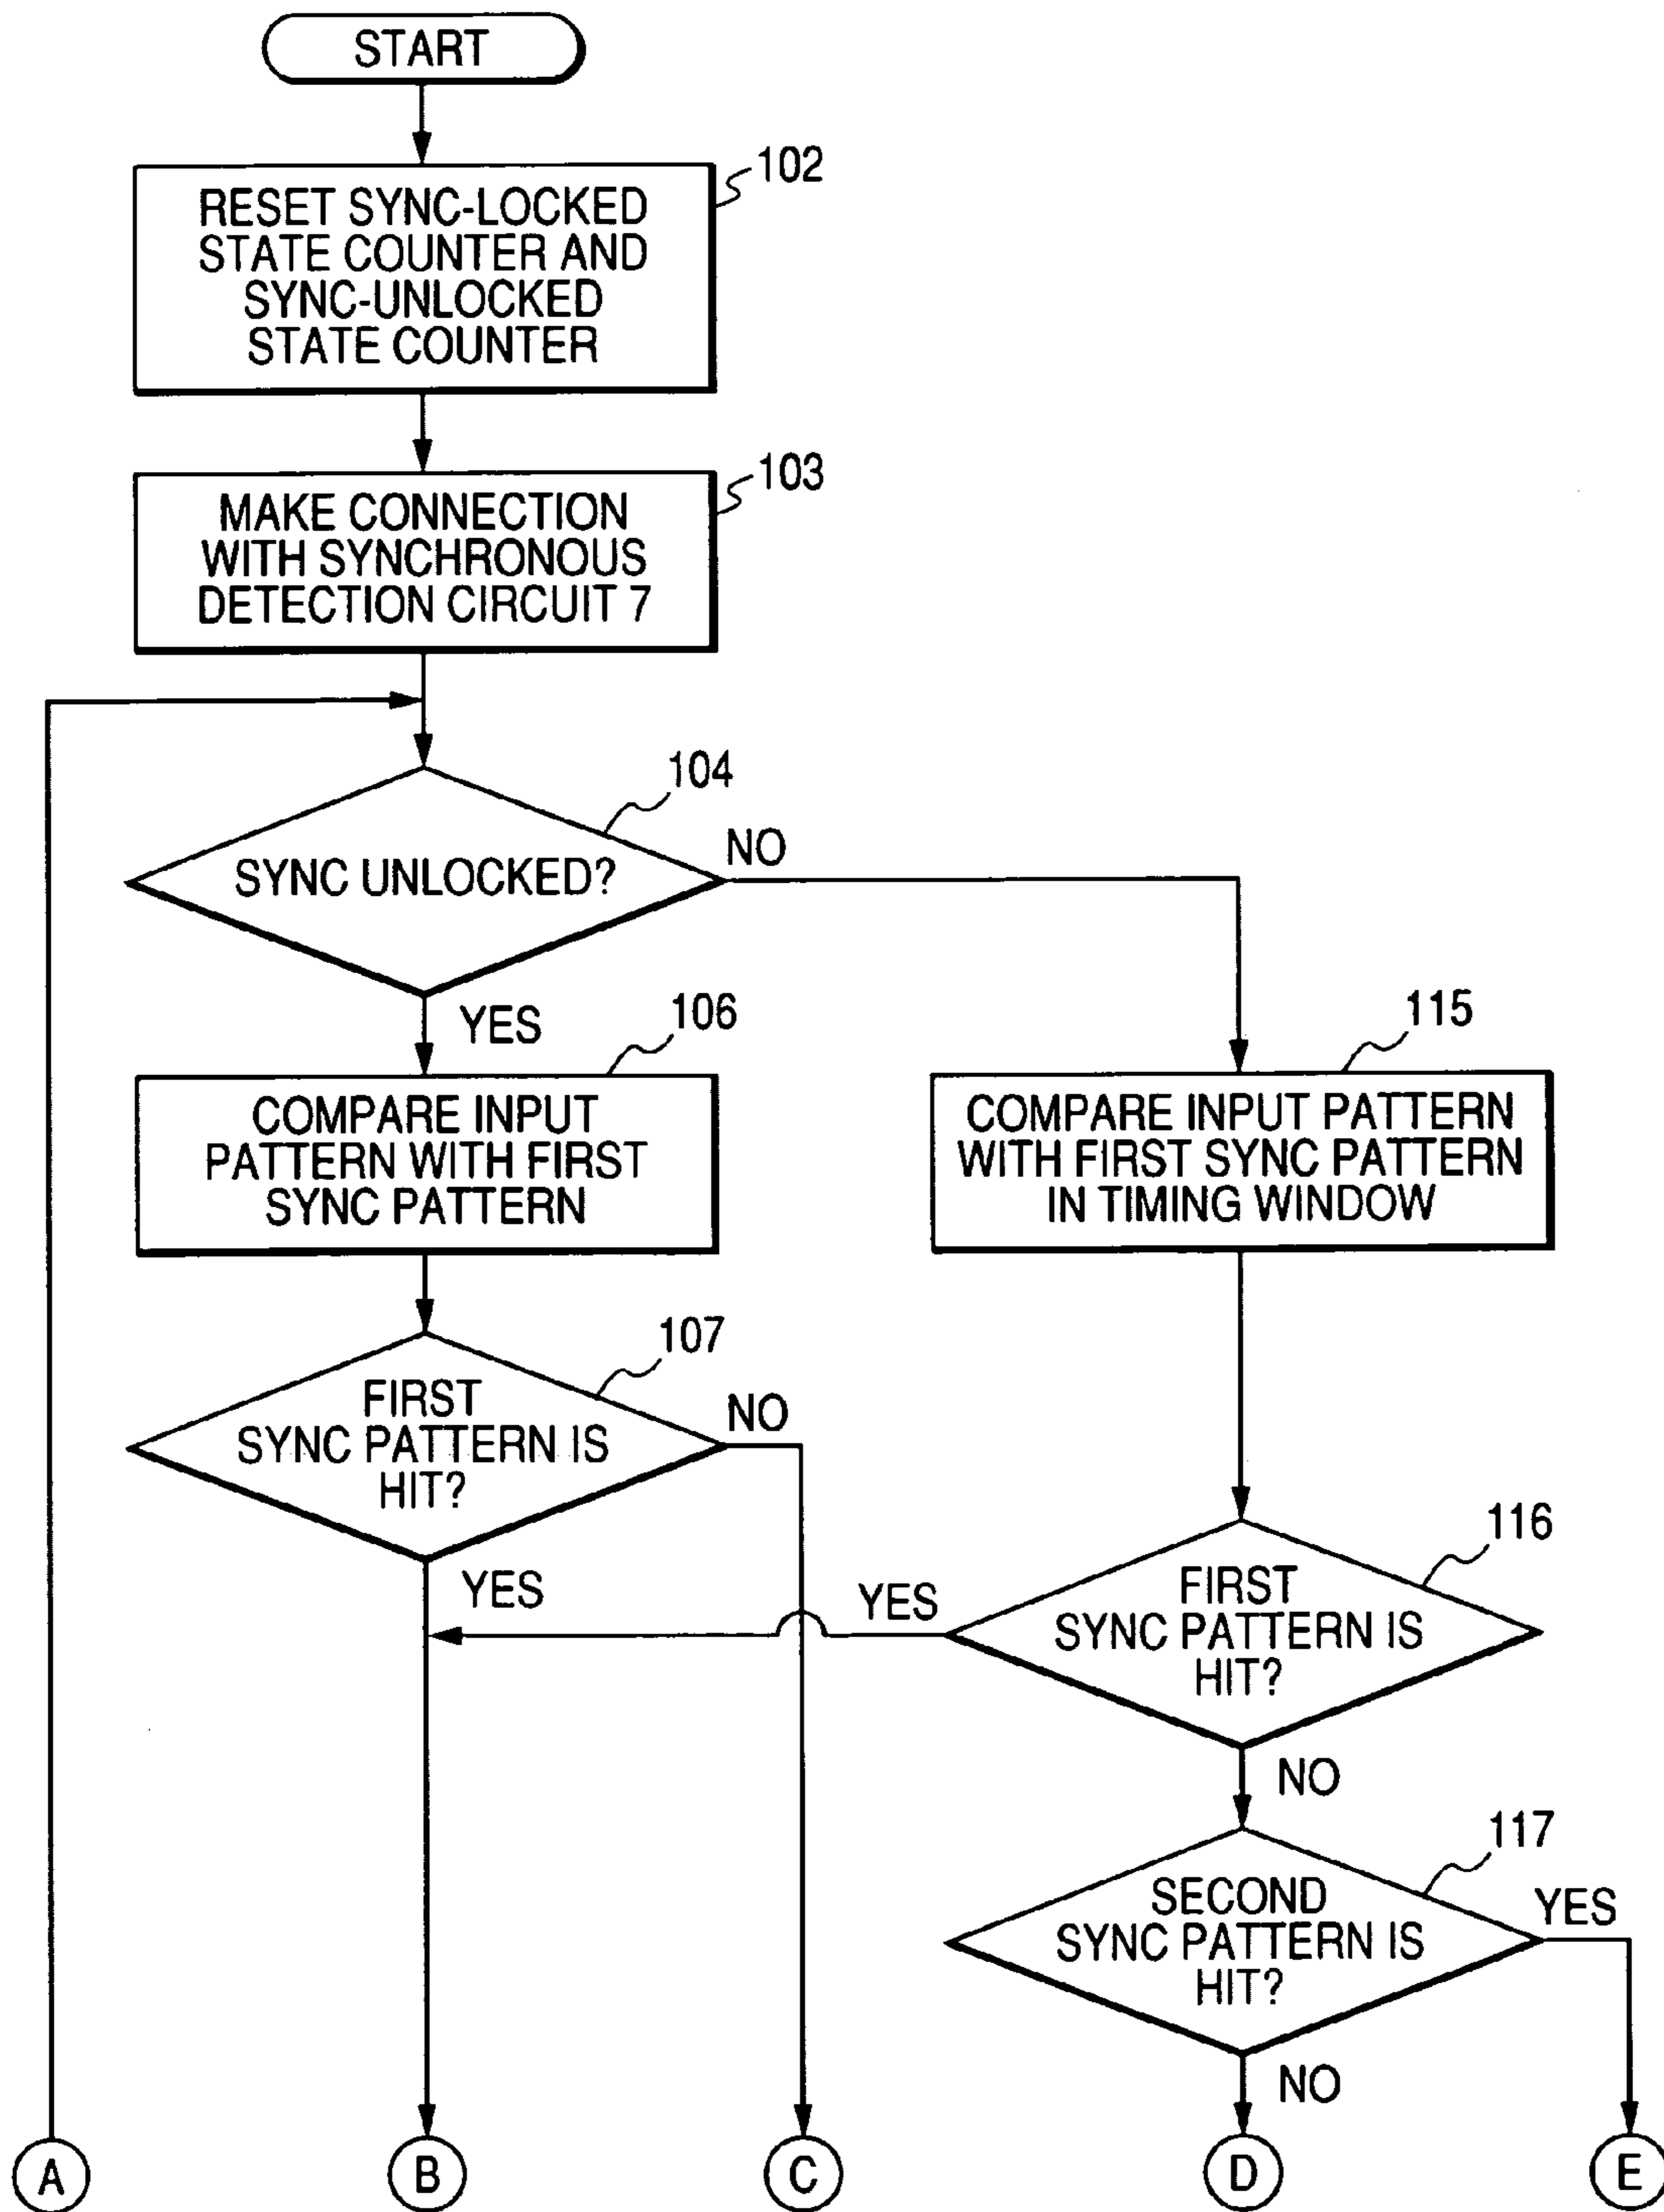 START
102
RESET SYNC-LOCKED
STATE COUNTER AND
SYNC-UNLOCKED
STATE COUNTER
103
MAKE CONNECTION
WITH SYNCHRONOUS
DETECTION CIRCUIT 7
104
SYNC UNLOCKED?
NO
YES
106
COMPARE INPUT
PATTERN WITH FIRST
SYNC PATTERN
115
COMPARE INPUT PATTERN
WITH FIRST SYNC PATTERN
IN TIMING WINDOW
107
FIRST
SYNC PATTERN IS
HIT?
NO
YES
116
FIRST
SYNC PATTERN IS
HIT?
YES
NO
117
SECOND
SYNC PATTERN IS
HIT?
YES
NO
A
B
C
D
E